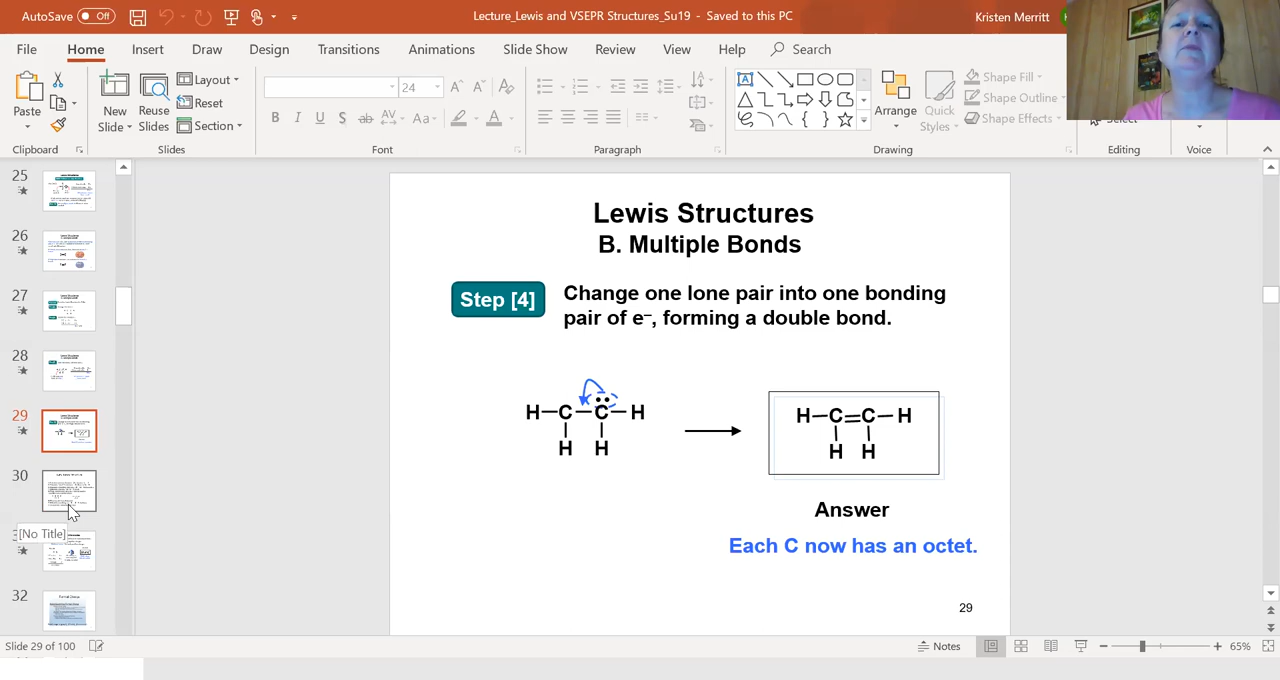 AutoSave Off
Lecture_Lewis and VSEPR Structures_Su19 - Saved to this PC
Kristen Merritt
File Home Insert Draw Design Transitions Animations Slide Show Review View Help Search
Paste
Clipboard
New Slide
Reuse Slides
Layout
Reset
Section
Slides
24
B I U S ab AV Aa A
Font
Paragraph
Arrange
Quick Styles
Shape Fill
Shape Outline
Shape Effects
Drawing
Select
Editing
Voice
25
26
27
28
29
30
[No Title]
32
Lewis Structures
B. Multiple Bonds
Step [4]
Change one lone pair into one bonding
pair of e–, forming a double bond.
H—C—C—H
H H
H—C=C—H
H H
Answer
Each C now has an octet.
29
Slide 29 of 100
Notes
65%